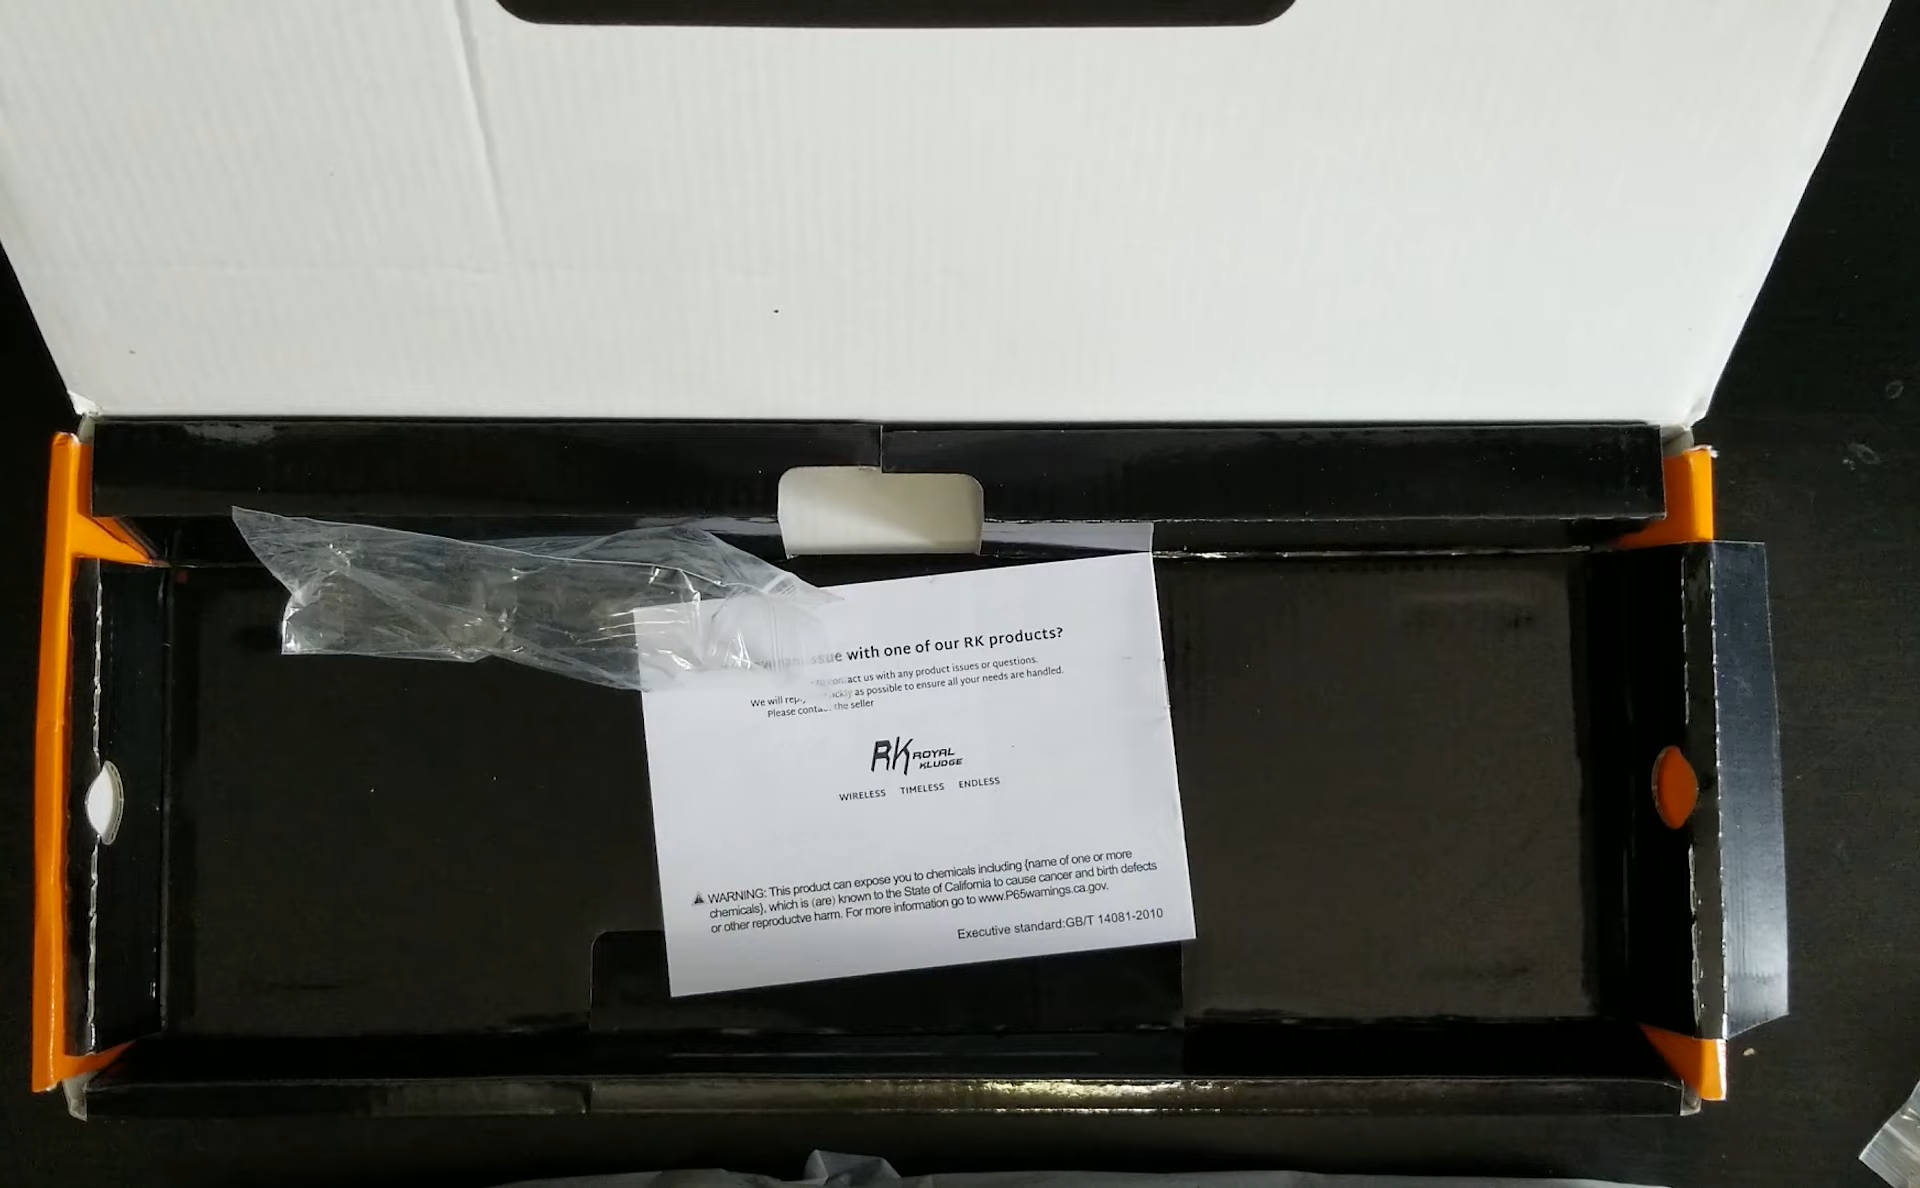 issue with one of our RK products?
contact us with any product issues or questions.
We will rep ickly as possible to ensure all your needs are handled.
Please contact the seller
RK ROYAL
KLUDGE
WIRELESS TIMELESS ENDLESS
WARNING: This product can expose you to chemicals including {name of one or more
chemicals}, which is (are) known to the State of California to cause cancer and birth defects
or other reproductve harm. For more information go to www.P65warnings.ca.gov.
Executive standard:GB/T 14081-2010